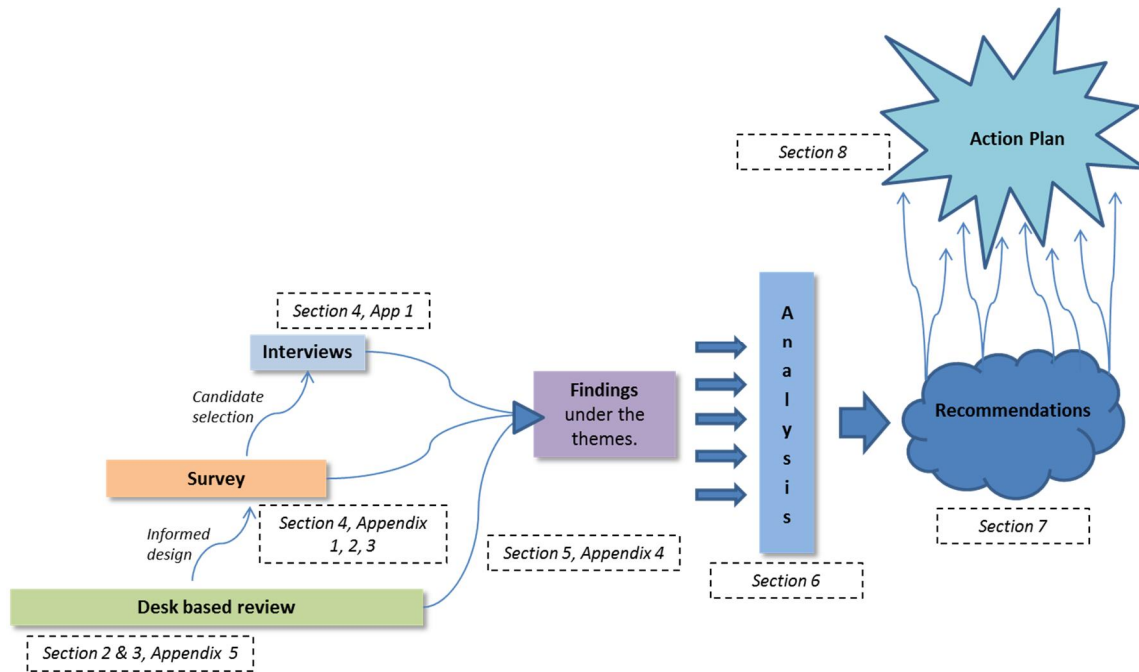 Action Plan
Section 8
Section 4, App 1
Interviews
Candidate
selection
Findings
under the
themes.
Analysis
Recommendations
Survey
Section 4, Appendix
1, 2, 3
Informed
design
Section 5, Appendix 4
Section 6
Section 7
Desk based review
Section 2 & 3, Appendix 5